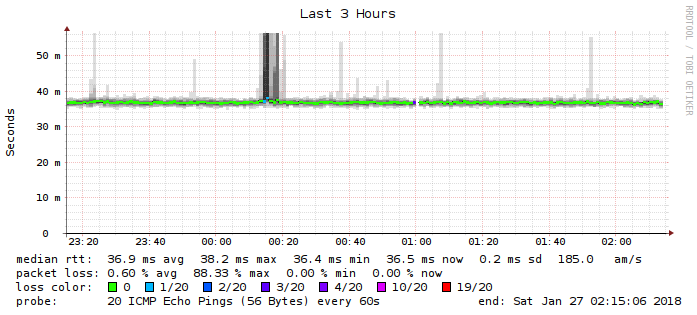 Last 3 Hours
RRDTOOL / TOBI OETIKER
Seconds
50 m
40 m
30 m
20 m
10 m
0
23:20 23:40 00:00 00:20 00:40 01:00 01:20 01:40 02:00
median rtt: 36.9 ms avg 38.2 ms max 36.4 ms min 36.5 ms now 0.2 ms sd 185.0 am/s
packet loss: 0.60 % avg 88.33 % max 0.00 % min 0.00 % now
loss color: 0 1/20 2/20 3/20 4/20 10/20 19/20
probe: 20 ICMP Echo Pings (56 Bytes) every 60s end: Sat Jan 27 02:15:06 2018